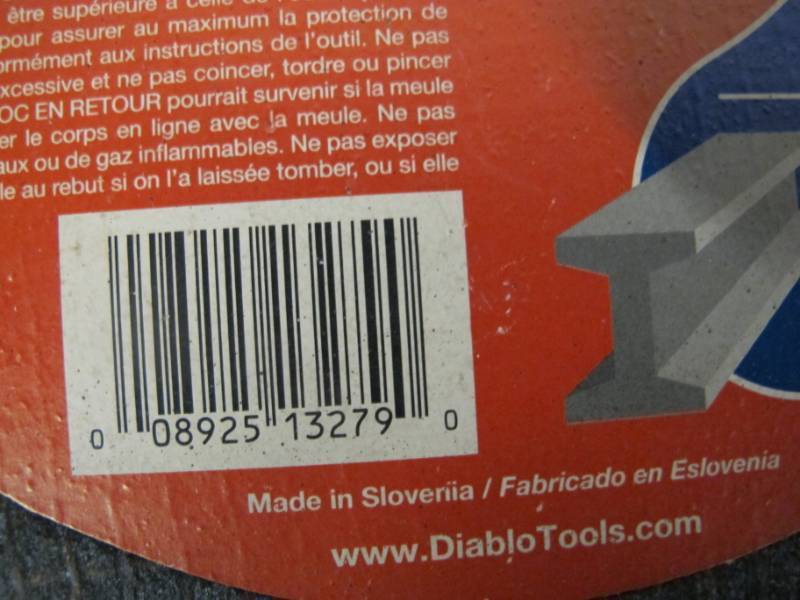 être supérieure à celle de
pour assurer au maximum la protection de
ormément aux instructions de l'outil. Ne pas
xcessive et ne pas coincer, tordre ou pincer
OC EN RETOUR pourrait survenir si la meule
er le corps en ligne avec la meule. Ne pas
aux ou de gaz inflammables. Ne pas exposer
le au rebut si on l'a laissée tomber, ou si elle
0 08925 13279 0
Made in Slovenia / Fabricado en Eslovenia
www.DiabloTools.com